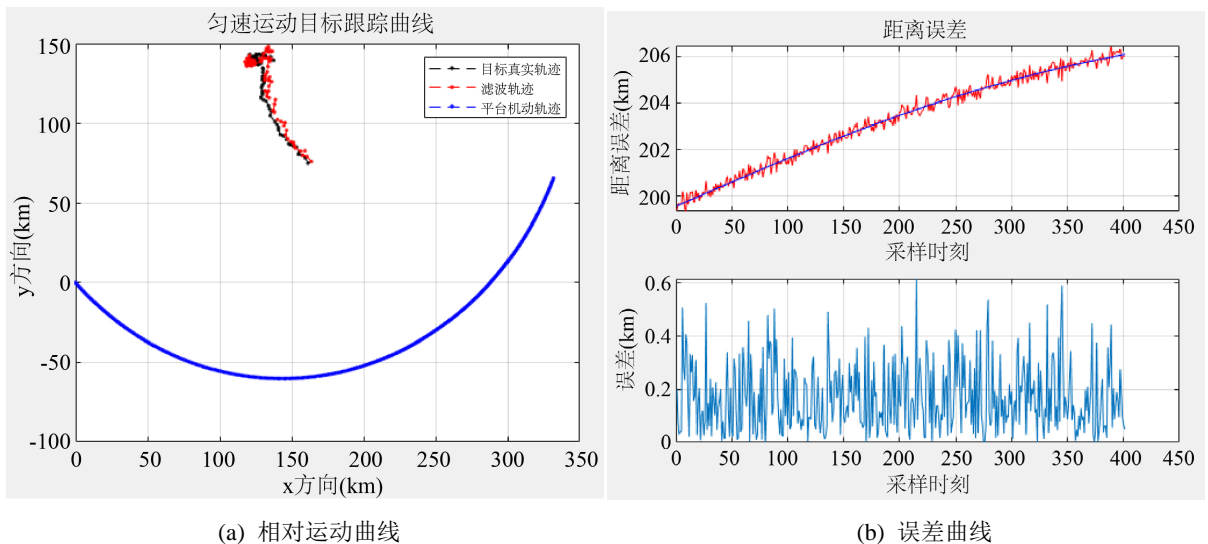 匀速运动目标跟踪曲线
150
100
50
0
-50
-100
y方向(km)
目标真实轨迹
滤波轨迹
平台机动轨迹
0 50 100 150 200 250 300 350
x方向(km)
(a) 相对运动曲线
距离误差
206
204
202
200
距离误差(km)
0 50 100 150 200 250 300 350 400 450
采样时刻
0.6
0.4
0.2
0
误差(km)
0 50 100 150 200 250 300 350 400 450
采样时刻
(b) 误差曲线